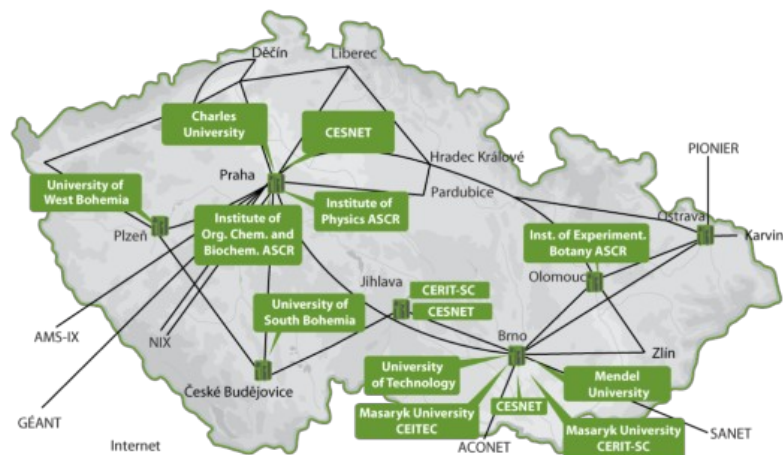 Děčín
Liberec
Charles
University
CESNET
PIONIER
Hradec Králové
Praha
University of
West Bohemia
Institute of
Physics ASCR
Pardubice
Ostrava
Karvin
Institute of
Org. Chem. and
Biochem. ASCR
Plzeň
Inst. of Experiment.
Botany ASCR
Olomouc
Jihlava
CERIT-SC
CESNET
University of
South Bohemia
AMS-IX
NIX
Brno
Zlín
University
of Technology
Mendel
University
České Budějovice
Masaryk University
CEITEC
CESNET
Masaryk University
CERIT-SC
GÉANT
SANET
Internet
ACONET